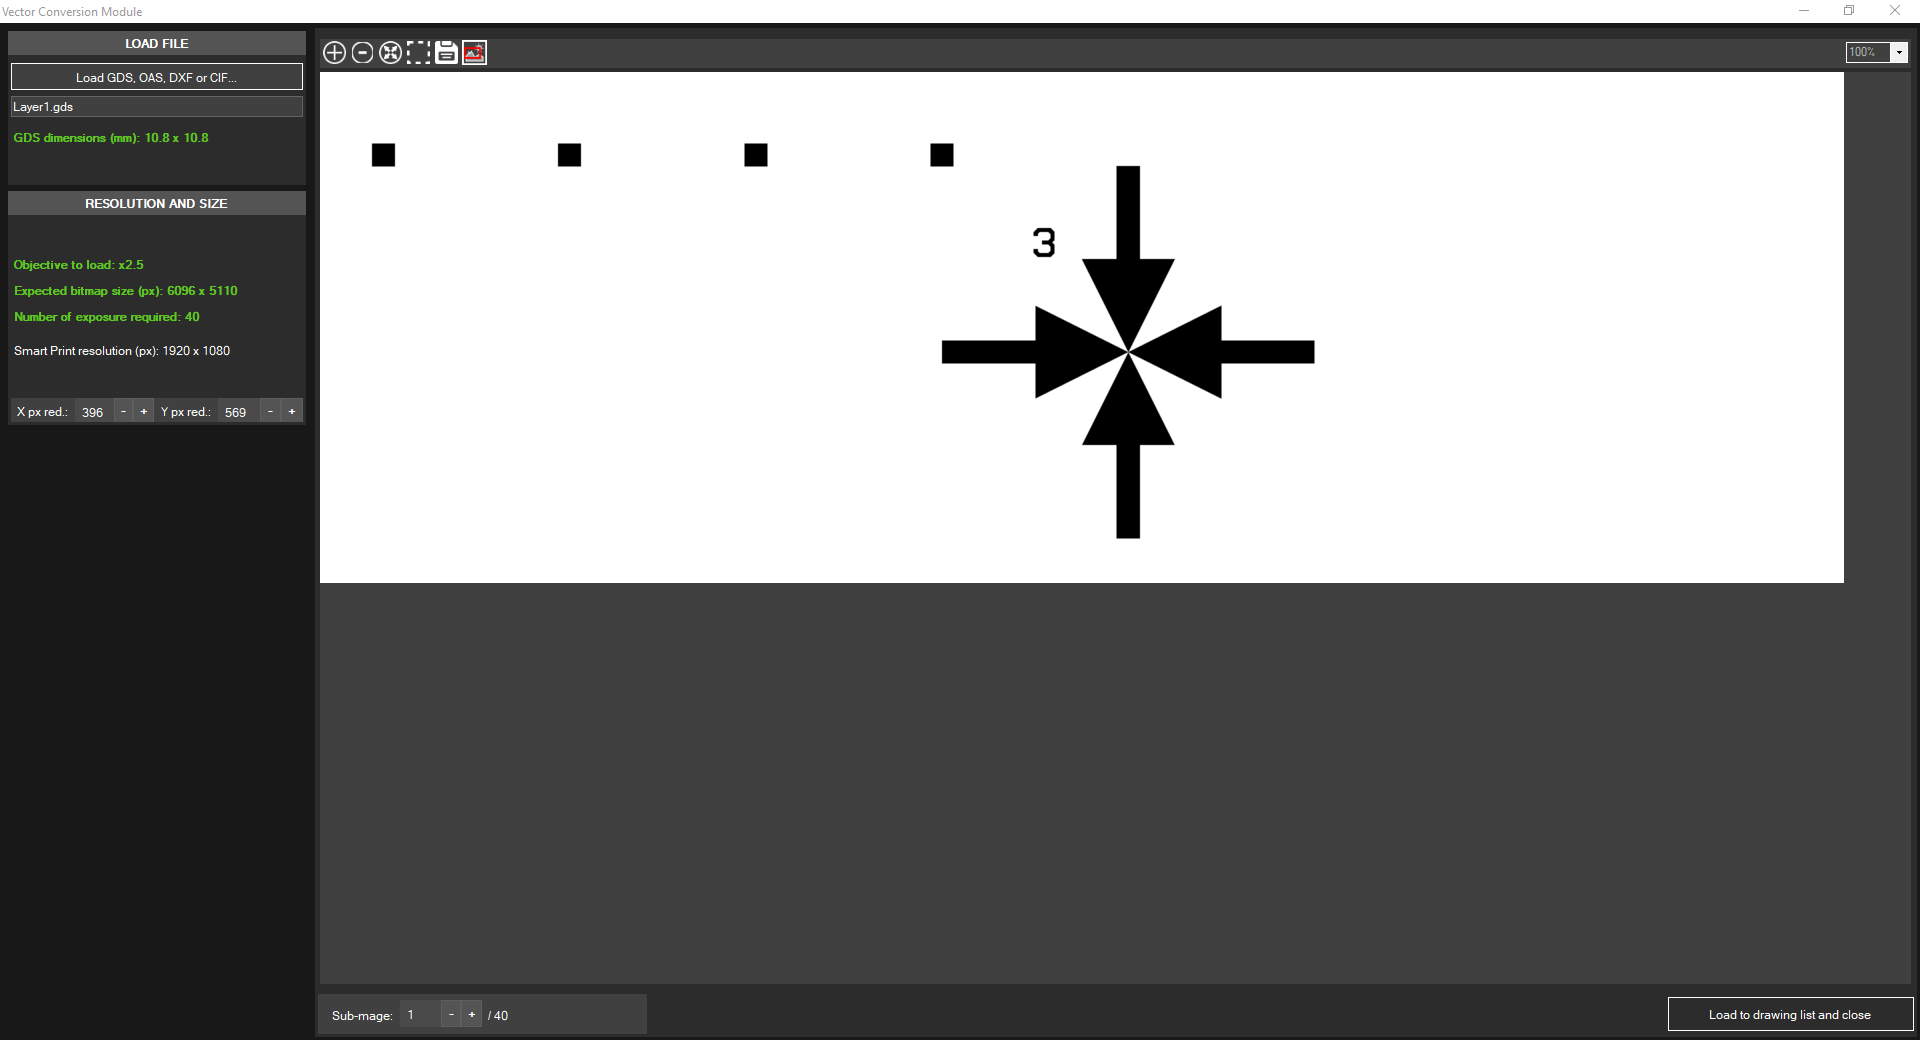 Vector Conversion Module
LOAD FILE
Load GDS, OAS, DXF or CIF...
Layer1.gds
GDS dimensions (mm): 10.8 x 10.8
RESOLUTION AND SIZE
Objective to load: x2.5
Expected bitmap size (px): 6096 x 5110
Number of exposure required: 40
Smart Print resolution (px): 1920 x 1080
X px red.: 396 - + Y px red.: 569 - +
100%
3
Sub-mage: 1 - + / 40
Load to drawing list and close